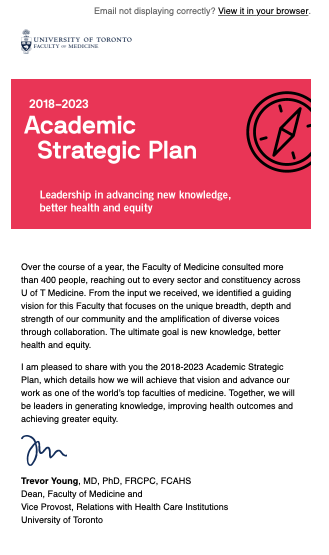 Email not displaying correctly? View it in your browser.
UNIVERSITY OF TORONTO
FACULTY OF MEDICINE
2018–2023
Academic
Strategic Plan
Leadership in advancing new knowledge,
better health and equity
Over the course of a year, the Faculty of Medicine consulted more
than 400 people, reaching out to every sector and constituency across
U of T Medicine. From the input we received, we identified a guiding
vision for this Faculty that focuses on the unique breadth, depth and
strength of our community and the amplification of diverse voices
through collaboration. The ultimate goal is new knowledge, better
health and equity.
I am pleased to share with you the 2018-2023 Academic Strategic
Plan, which details how we will achieve that vision and advance our
work as one of the world's top faculties of medicine. Together, we will
be leaders in generating knowledge, improving health outcomes and
achieving greater equity.
Trevor Young, MD, PhD, FRCPC, FCAHS
Dean, Faculty of Medicine and
Vice Provost, Relations with Health Care Institutions
University of Toronto